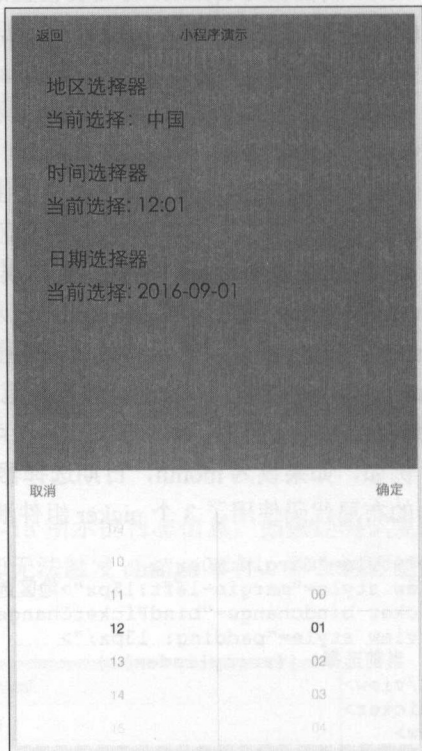 返回 小程序演示
地区选择器
当前选择：中国
时间选择器
当前选择: 12:01
日期选择器
当前选择: 2016-09-01
取消 确定
10
11 00
12 01
13 02
14 03
15 04